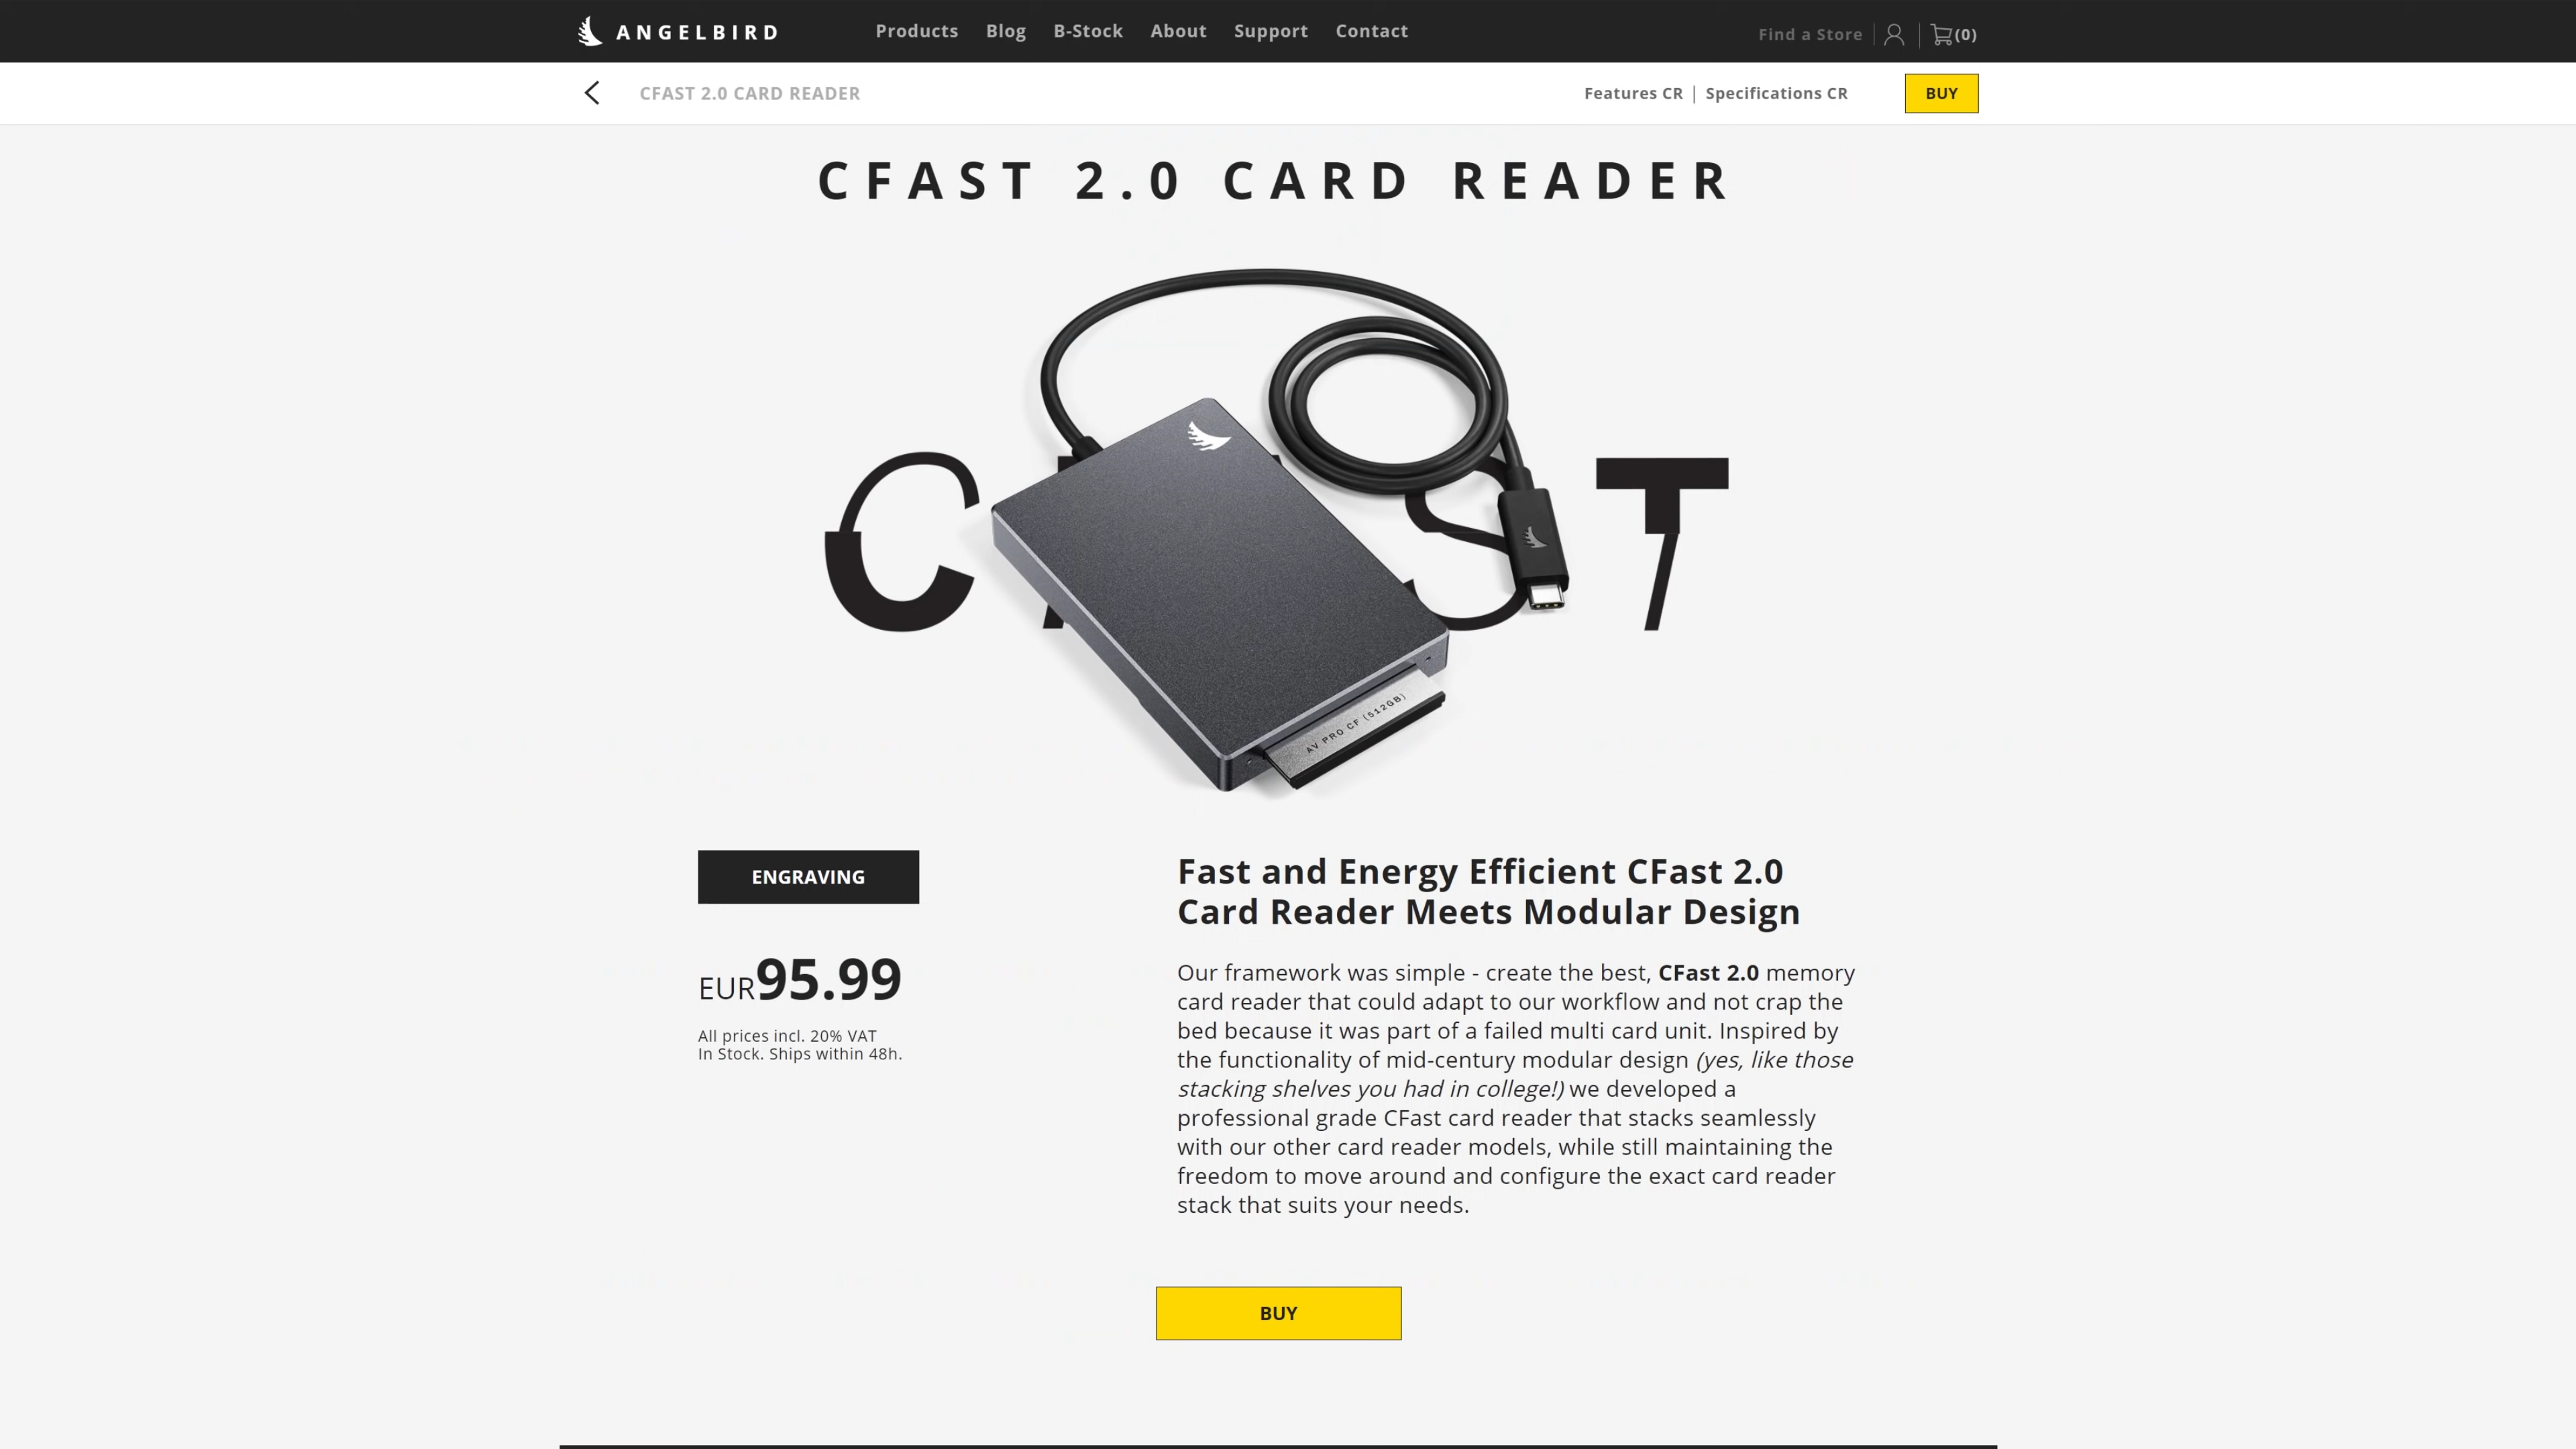 ANGELBIRD
Products Blog B-Stock About Support Contact
Find a Store (0)
CFAST 2.0 CARD READER
Features CR | Specifications CR
BUY
CFAST 2.0 CARD READER
AV PRO CF (512GB)
ENGRAVING
EUR95.99
All prices incl. 20% VAT
In Stock. Ships within 48h.
Fast and Energy Efficient CFast 2.0
Card Reader Meets Modular Design
Our framework was simple - create the best, CFast 2.0 memory
card reader that could adapt to our workflow and not crap the
bed because it was part of a failed multi card unit. Inspired by
the functionality of mid-century modular design (yes, like those
stacking shelves you had in college!) we developed a
professional grade CFast card reader that stacks seamlessly
with our other card reader models, while still maintaining the
freedom to move around and configure the exact card reader
stack that suits your needs.
BUY